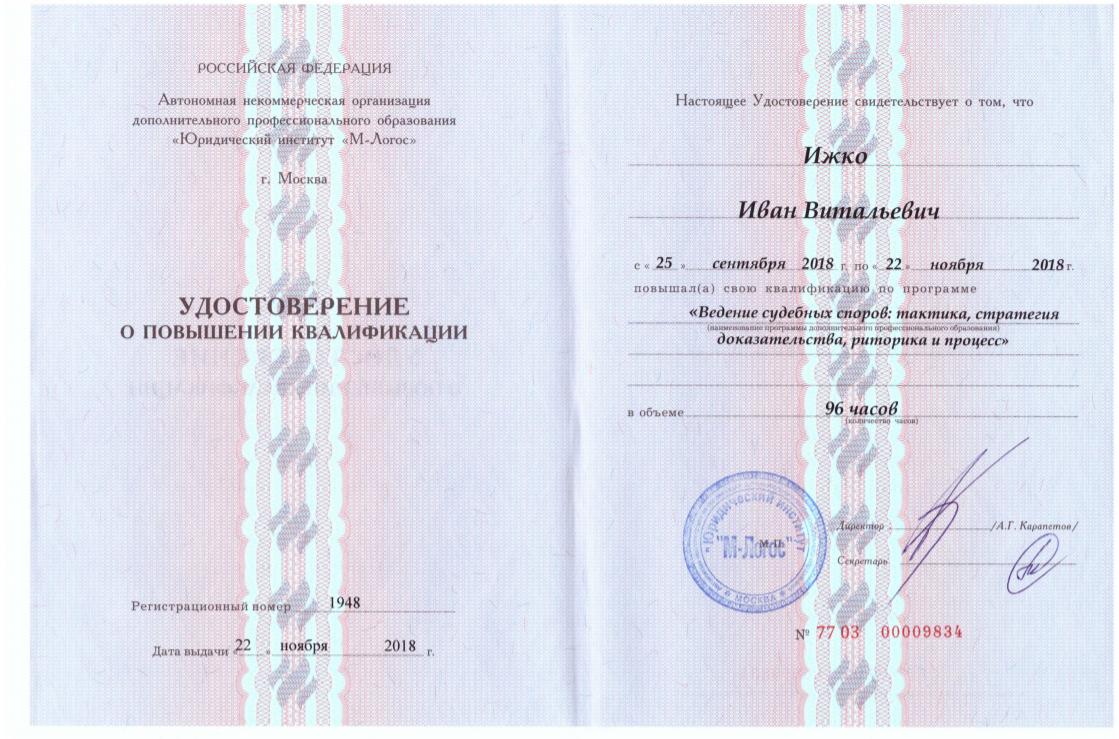 РОССИЙСКАЯ ФЕДЕРАЦИЯ
Автономная некоммерческая организация
дополнительного профессионального образования
«Юридический институт «М-Логос»
г. Москва
УДОСТОВЕРЕНИЕ
О ПОВЫШЕНИИ КВАЛИФИКАЦИИ
Регистрационный номер 1948
Дата выдачи «22» ноября 2018 г.
Настоящее Удостоверение свидетельствует о том, что
Ижко
Иван Витальевич
с «25» сентября 2018 г. по «22» ноября 2018 г.
повышал(а) свою квалификацию по программе
«Ведение судебных споров: тактика, стратегия
(наименование программы дополнительного профессионального образования)
доказательства, риторика и процесс»
в объеме 96 часов
(количество часов)
"ЮРИДИЧЕСКИЙ ИНСТИТУТ
"М-Логос"
М.П.
МОСКВА
Директор /А.Г. Карапетов/
Секретарь
№ 77 03 00009834